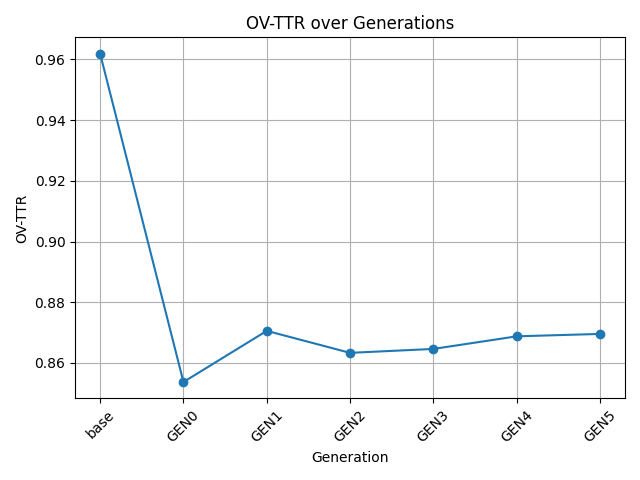 OV-TTR over Generations
0.96
0.94
0.92
0.90
0.88
0.86
OV-TTR
base
GEN0
GEN1
GEN2
GEN3
GEN4
GEN5
Generation